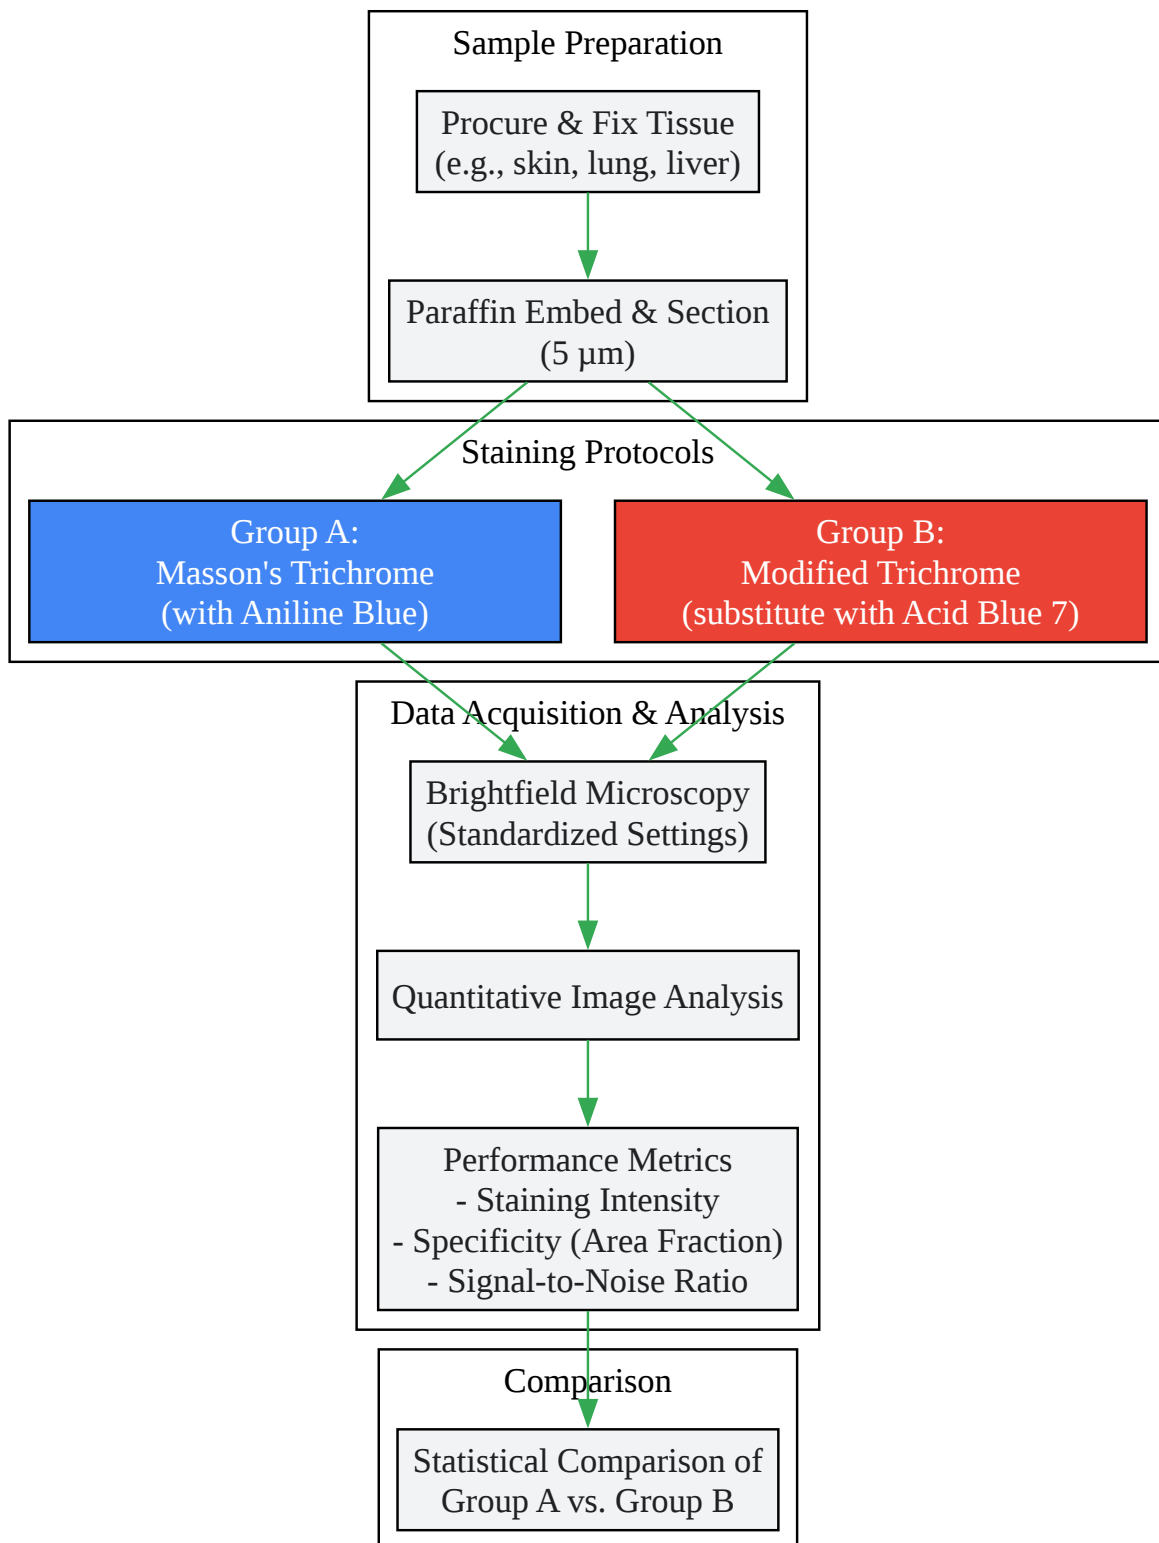 Sample Preparation
Procure & Fix Tissue
(e.g., skin, lung, liver)
Paraffin Embed & Section
(5 µm)
Staining Protocols
Group A:
Masson's Trichrome
(with Aniline Blue)
Group B:
Modified Trichrome
(substitute with Acid Blue 7)
Data Acquisition & Analysis
Brightfield Microscopy
(Standardized Settings)
Quantitative Image Analysis
Performance Metrics
- Staining Intensity
- Specificity (Area Fraction)
- Signal-to-Noise Ratio
Comparison
Statistical Comparison of
Group A vs. Group B